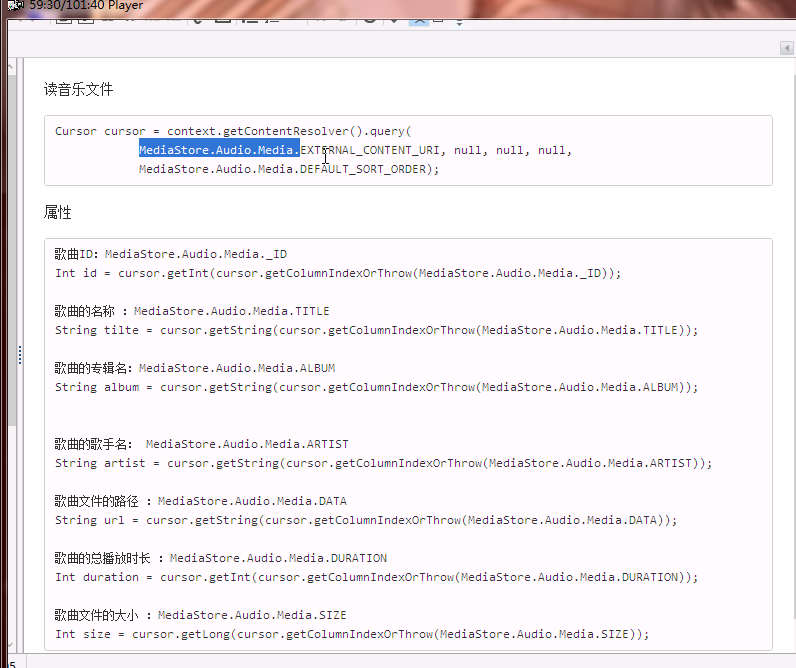 59:30/101:40 Player
读音乐文件
Cursor cursor = context.getContentResolver().query(
MediaStore.Audio.Media.EXTERNAL_CONTENT_URI, null, null, null,
MediaStore.Audio.Media.DEFAULT_SORT_ORDER);
属性
歌曲ID: MediaStore.Audio.Media._ID
Int id = cursor.getInt(cursor.getColumnIndexOrThrow(MediaStore.Audio.Media._ID));
歌曲的名称 : MediaStore.Audio.Media.TITLE
String tilte = cursor.getString(cursor.getColumnIndexOrThrow(MediaStore.Audio.Media.TITLE));
歌曲的专辑名: MediaStore.Audio.Media.ALBUM
String album = cursor.getString(cursor.getColumnIndexOrThrow(MediaStore.Audio.Media.ALBUM));
歌曲的歌手名: MediaStore.Audio.Media.ARTIST
String artist = cursor.getString(cursor.getColumnIndexOrThrow(MediaStore.Audio.Media.ARTIST));
歌曲文件的路径 : MediaStore.Audio.Media.DATA
String url = cursor.getString(cursor.getColumnIndexOrThrow(MediaStore.Audio.Media.DATA));
歌曲的总播放时长 : MediaStore.Audio.Media.DURATION
Int duration = cursor.getInt(cursor.getColumnIndexOrThrow(MediaStore.Audio.Media.DURATION));
歌曲文件的大小 : MediaStore.Audio.Media.SIZE
Int size = cursor.getLong(cursor.getColumnIndexOrThrow(MediaStore.Audio.Media.SIZE));